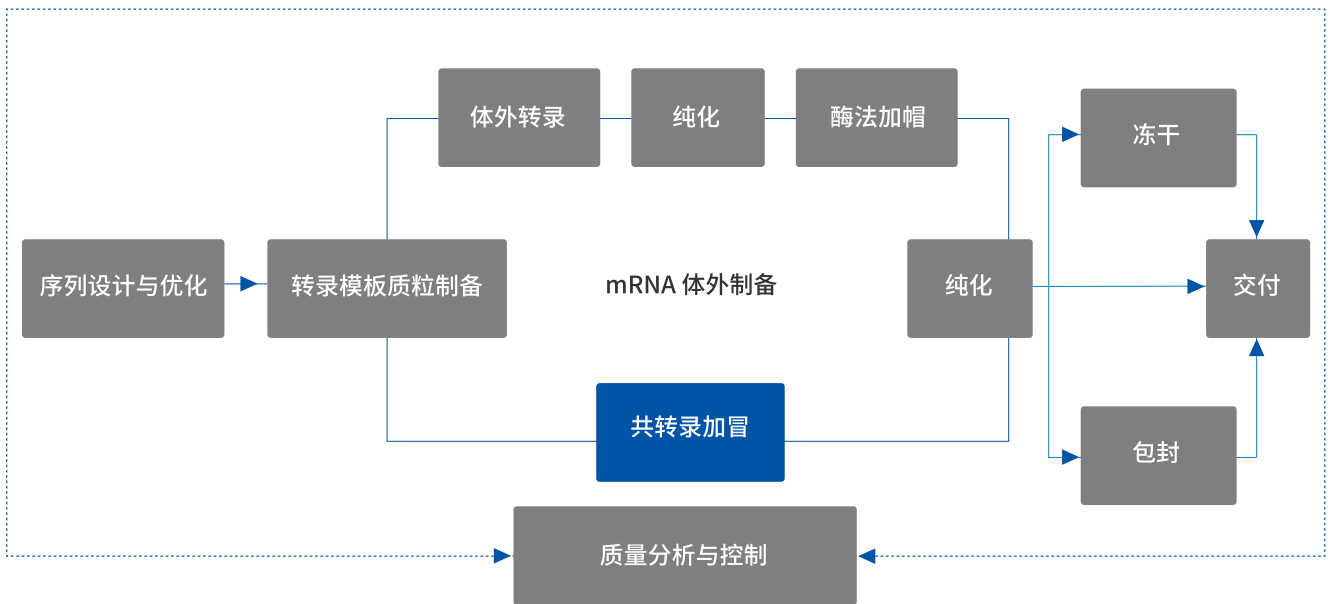 体外转录
纯化
酶法加帽
冻干
序列设计与优化
转录模板质粒制备
mRNA 体外制备
纯化
交付
共转录加冒
包封
质量分析与控制